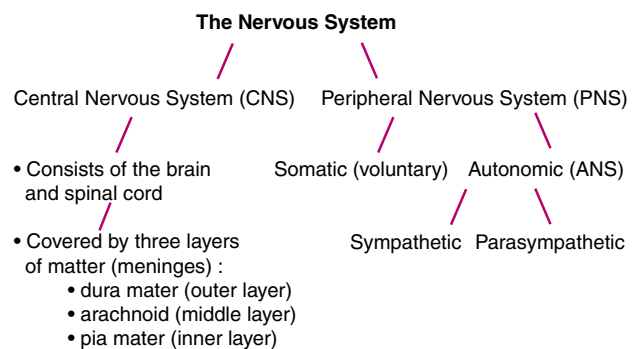 The Nervous System
Central Nervous System (CNS)
Peripheral Nervous System (PNS)
• Consists of the brain
and spinal cord
Somatic (voluntary)
Autonomic (ANS)
• Covered by three layers
of matter (meninges) :
• dura mater (outer layer)
• arachnoid (middle layer)
• pia mater (inner layer)
Sympathetic
Parasympathetic